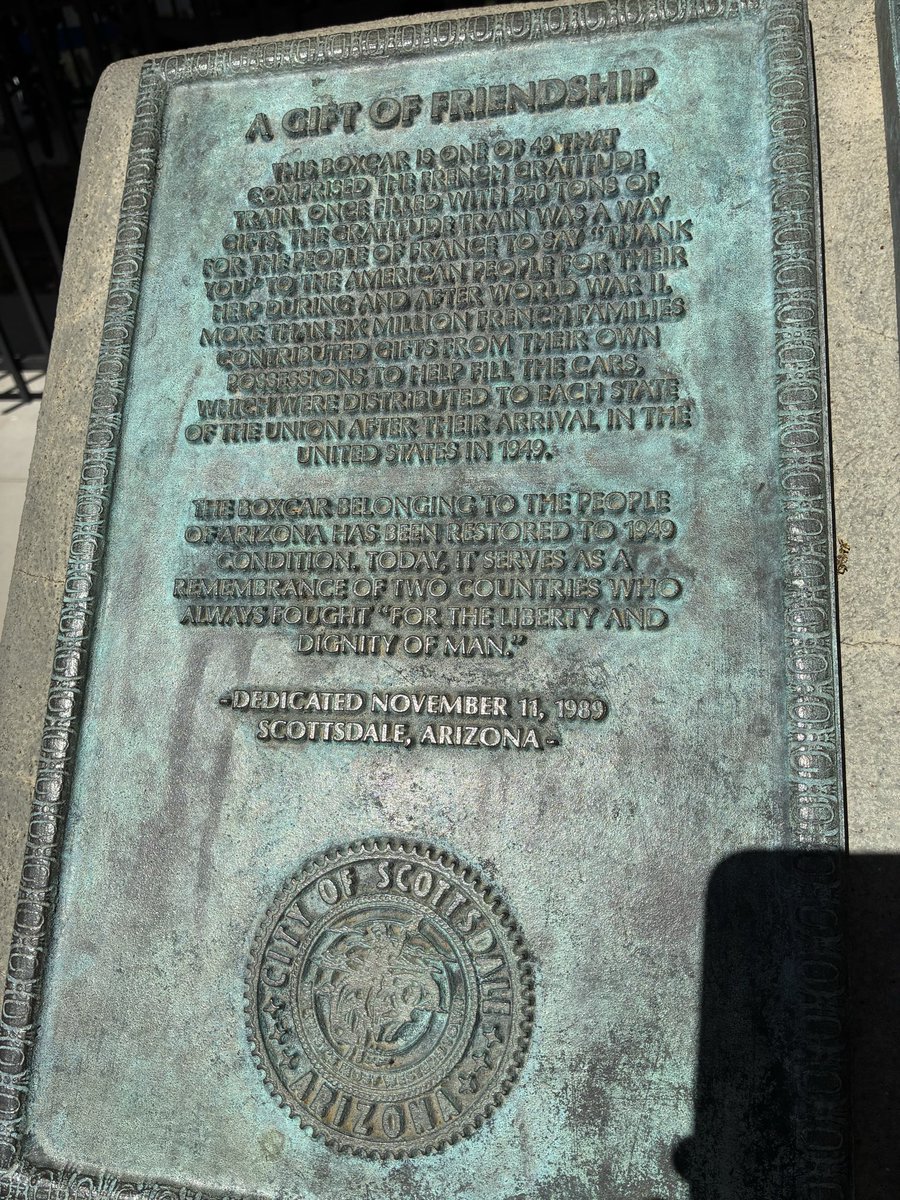 A GIFT OF FRIENDSHIP
THIS BOXCAR IS ONE OF 49 THAT
COMPRISED THE FRENCH GRATITUDE
TRAIN. ONCE FILLED WITH 250 TONS OF
GIFTS, THE GRATITUDE TRAIN WAS A WAY
FOR THE PEOPLE OF FRANCE TO SAY "THANK
YOU" TO THE AMERICAN PEOPLE FOR THEIR
HELP DURING AND AFTER WORLD WAR II.
MORE THAN SIX MILLION FRENCH FAMILIES
CONTRIBUTED GIFTS FROM THEIR OWN
POSSESSIONS TO HELP FILL THE CARS,
WHICH WERE DISTRIBUTED TO EACH STATE
OF THE UNION AFTER THEIR ARRIVAL IN THE
UNITED STATES IN 1949.
THE BOXCAR BELONGING TO THE PEOPLE
OF ARIZONA HAS BEEN RESTORED TO 1949
CONDITION. TODAY, IT SERVES AS A
REMEMBRANCE OF TWO COUNTRIES WHO
ALWAYS FOUGHT "FOR THE LIBERTY AND
DIGNITY OF MAN."
- DEDICATED NOVEMBER 11, 1989
SCOTTSDALE, ARIZONA -
CITY OF SCOTTSDALE
ARIZONA